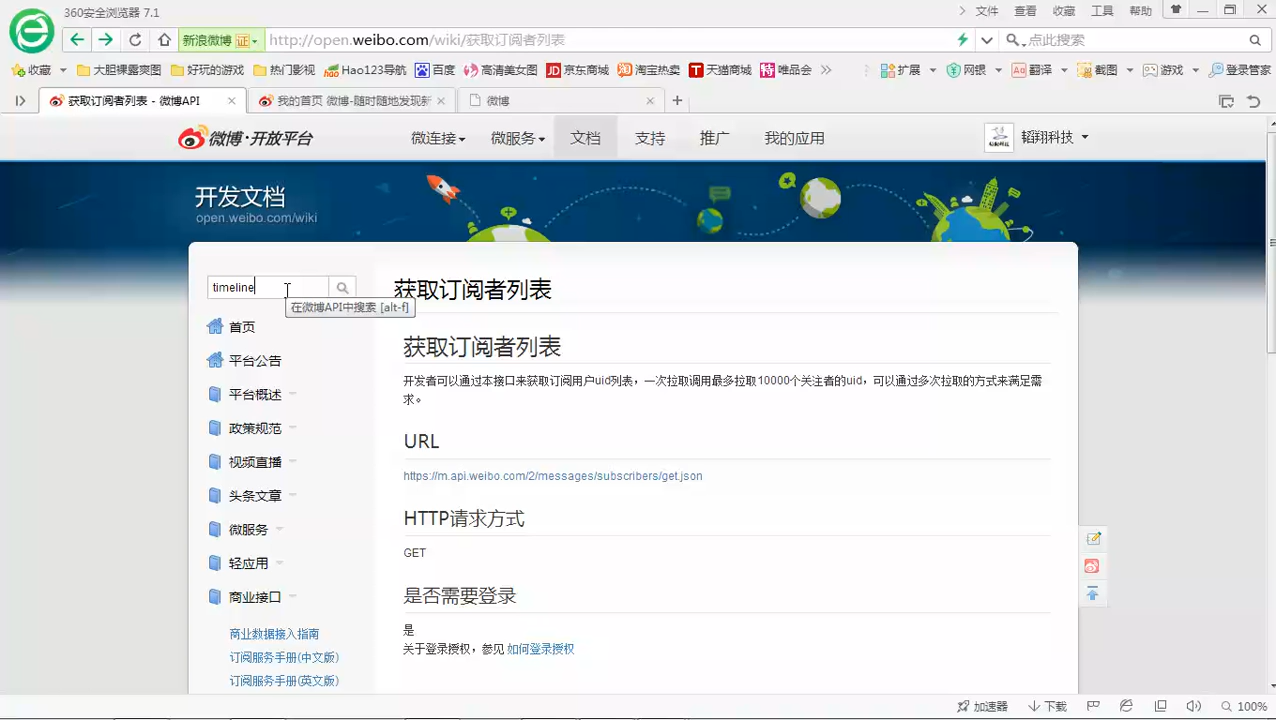 360安全浏览器 7.1
文件 查看 收藏 工具 帮助
新浪微博 证 http://open.weibo.com/wiki/获取订阅者列表 点此搜索
收藏 大胆裸露爽图 好玩的游戏 热门影视 Hao123导航 百度 高清美女图 JD 京东商城 淘 淘宝热卖 T 天猫商城 特 唯品会 扩展 网银 Aa 翻译 截图 游戏 登录管家
获取订阅者列表 - 微博API 我的首页 微博-随时随地发现新 微博
微博·开放平台 微连接 微服务 文档 支持 推广 我的应用 韬翔科技
开发文档
open.weibo.com/wiki
timeline
在微博API中搜索 [alt-f]
首页
平台公告
平台概述
政策规范
视频直播
头条文章
微服务
轻应用
商业接口
商业数据接入指南
订阅服务手册(中文版)
订阅服务手册(英文版)
获取订阅者列表
获取订阅者列表
开发者可以通过本接口来获取订阅用户uid列表，一次拉取调用最多拉取10000个关注者的uid，可以通过多次拉取的方式来满足需
求。
URL
https://m.api.weibo.com/2/messages/subscribers/get.json
HTTP请求方式
GET
是否需要登录
是
关于登录授权，参见 如何登录授权
加速器 下载 100%